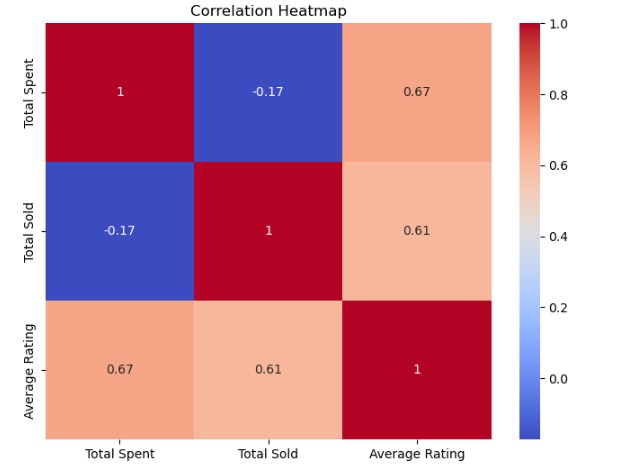 Correlation Heatmap
Total Spent
1
-0.17
0.67
Total Sold
-0.17
1
0.61
Average Rating
0.67
0.61
1
Total Spent
Total Sold
Average Rating
1.0
0.8
0.6
0.4
0.2
0.0